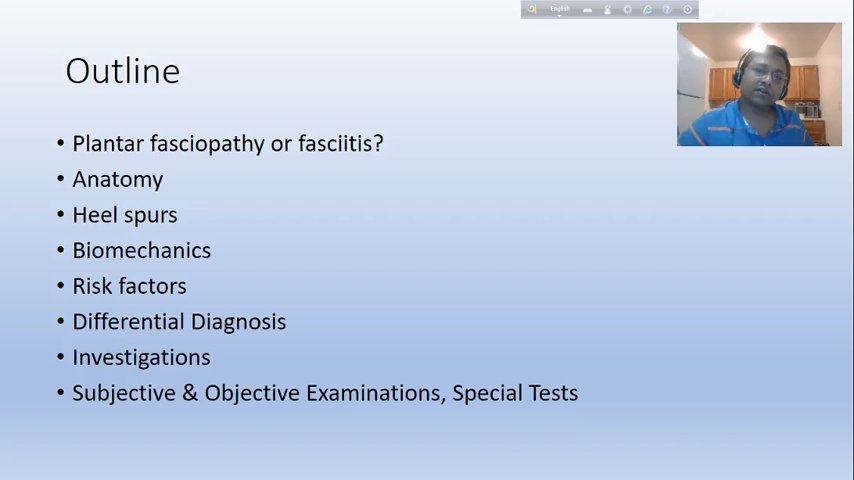 English
Outline
• Plantar fasciopathy or fasciitis?
• Anatomy
• Heel spurs
• Biomechanics
• Risk factors
• Differential Diagnosis
• Investigations
• Subjective & Objective Examinations, Special Tests